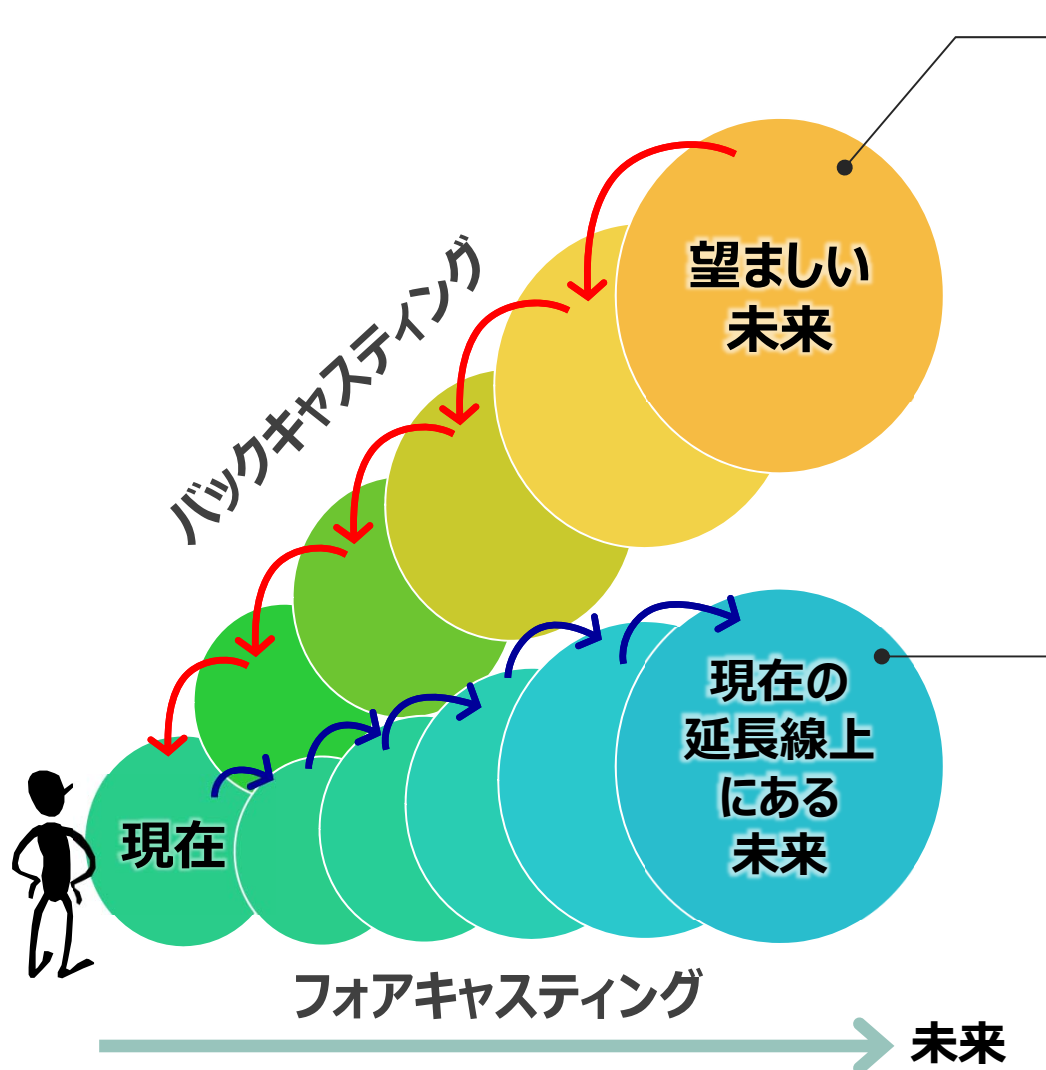 バックキャスティング
望ましい
未来
現在
現在の
延長線上
にある
未来
フォアキャスティング
未来